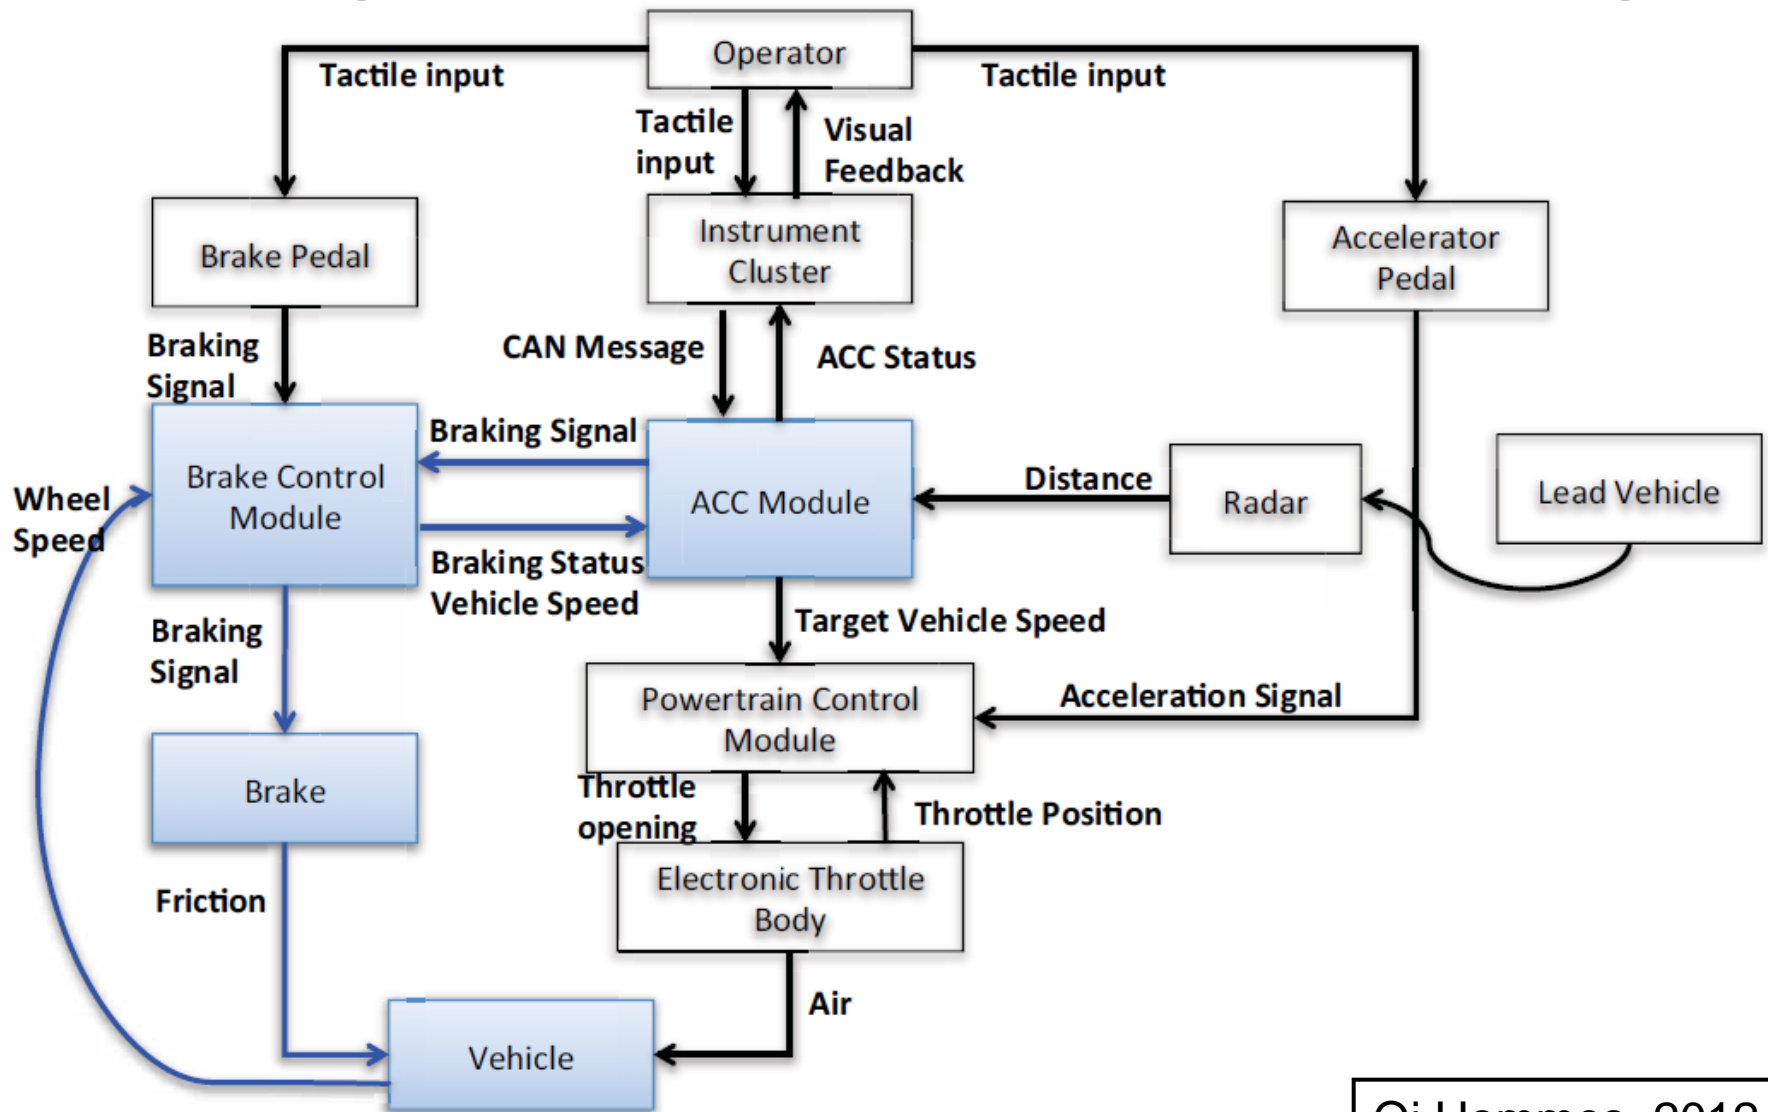 Operator
Tactile input
Tactile input
Tactile
input
Visual
Feedback
Brake Pedal
Instrument
Cluster
Accelerator
Pedal
Braking
Signal
CAN Message
ACC Status
Brake Control
Module
Braking Signal
ACC Module
Distance
Radar
Lead Vehicle
Wheel
Speed
Braking Status
Vehicle Speed
Braking
Signal
Target Vehicle Speed
Powertrain Control
Module
Acceleration Signal
Brake
Throttle
opening
Throttle Position
Electronic Throttle
Body
Friction
Air
Vehicle
2018